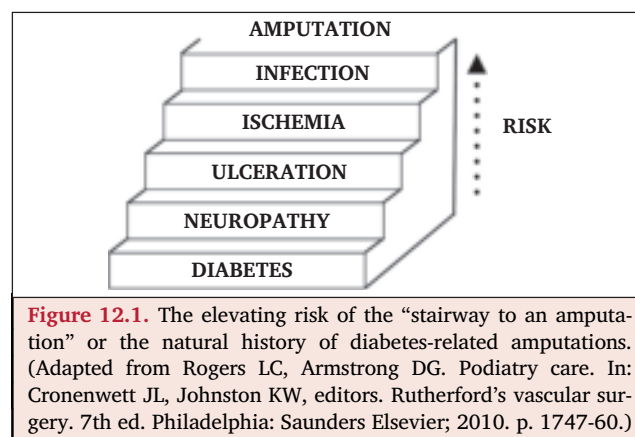 AMPUTATION
INFECTION
ISCHEMIA
RISK
ULCERATION
NEUROPATHY
DIABETES
Figure 12.1. The elevating risk of the “stairway to an amputa-
tion” or the natural history of diabetes-related amputations.
(Adapted from Rogers LC, Armstrong DG. Podiatry care. In:
Cronenwett JL, Johnston KW, editors. Rutherford’s vascular sur-
gery. 7th ed. Philadelphia: Saunders Elsevier; 2010. p. 1747-60.)